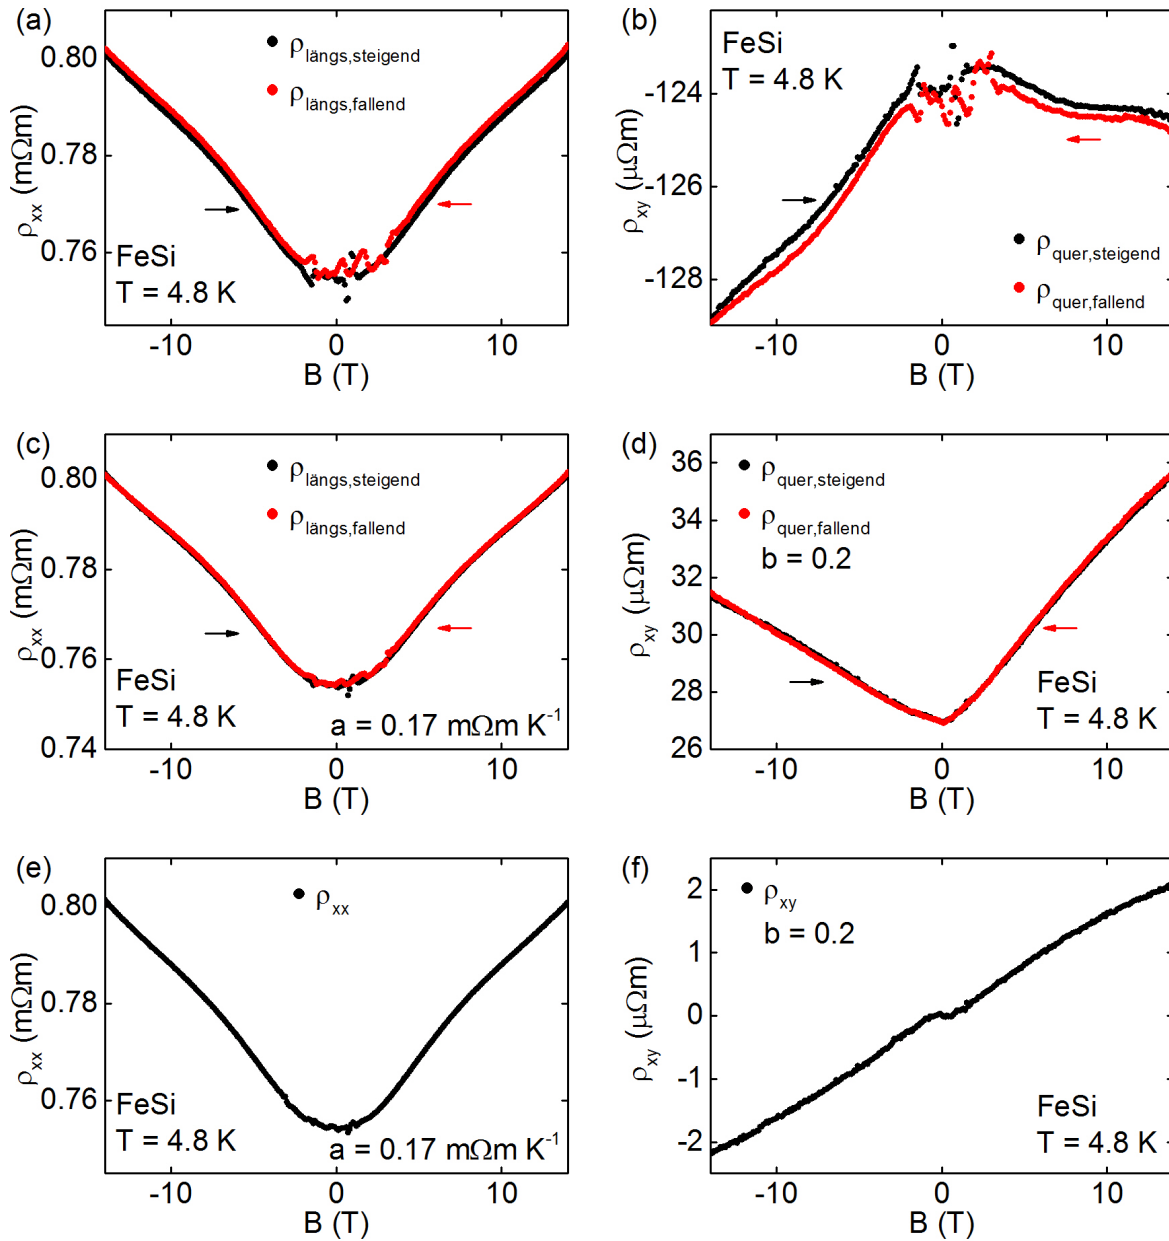 (a)
0.80
0.78
0.76
ρxx (mΩm)
ρlängs,steigend
ρlängs,fallend
FeSi
T = 4.8 K
-10
0
10
B (T)
(b)
FeSi
T = 4.8 K
-124
-126
-128
ρxy (μΩm)
ρquer,steigend
ρquer,fallend
-10
0
10
B (T)
(c)
0.80
0.78
0.76
0.74
ρxx (mΩm)
ρlängs,steigend
ρlängs,fallend
FeSi
T = 4.8 K
a = 0.17 mΩm K⁻¹
-10
0
10
B (T)
(d)
36
34
32
30
28
26
ρxy (μΩm)
ρquer,steigend
ρquer,fallend
b = 0.2
FeSi
T = 4.8 K
-10
0
10
B (T)
(e)
0.80
0.78
0.76
ρxx (mΩm)
ρxx
FeSi
T = 4.8 K
a = 0.17 mΩm K⁻¹
-10
0
10
B (T)
(f)
2
1
0
-1
-2
ρxy (μΩm)
ρxy
b = 0.2
FeSi
T = 4.8 K
-10
0
10
B (T)